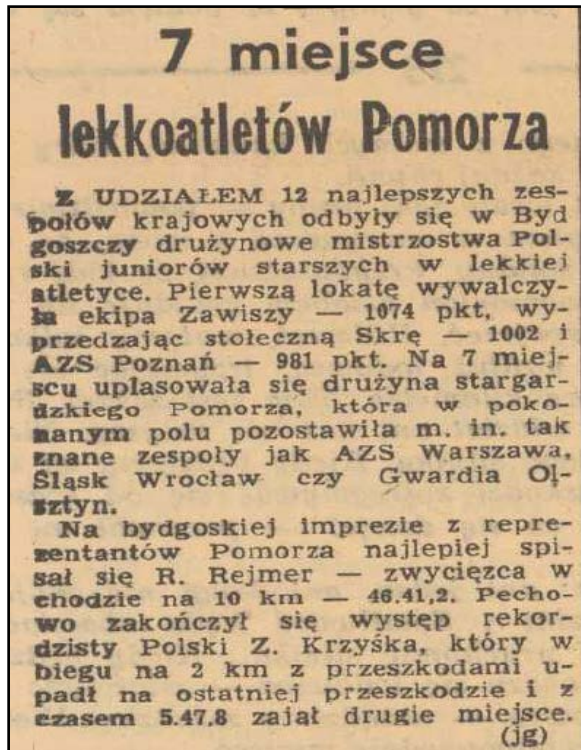 7 miejsce
lekkoatletów Pomorza
Z UDZIAŁEM 12 najlepszych zes-
połów krajowych odbyły się w Byd
goszczy drużynowe mistrzostwa Pol-
ski juniorów starszych w lekkiej
atletyce. Pierwszą lokatę wywalczy-
ła ekipa Zawiszy — 1074 pkt, wy-
przedzając stołeczną Skrę — 1002 i
AZS Poznań — 981 pkt. Na 7 miej-
scu uplasowała się drużyna stargar-
dzkiego Pomorza, która w poko-
nanym polu pozostawiła m. in. tak
znane zespoły jak AZS Warszawa,
Śląsk Wrocław czy Gwardia Ol-
sztyn.
Na bydgoskiej imprezie z repre-
zentantów Pomorza najlepiej spi-
sał się R. Rejmer — zwycięzca w
chodzie na 10 km — 46.41,2. Pecho-
wo zakończył się występ rekor-
dzisty Polski Z. Krzyśka, który w
biegu na 2 km z przeszkodami u-
padł na ostatniej przeszkodzie i z
czasem 5.47,8 zajął drugie miejsce.
(jg)